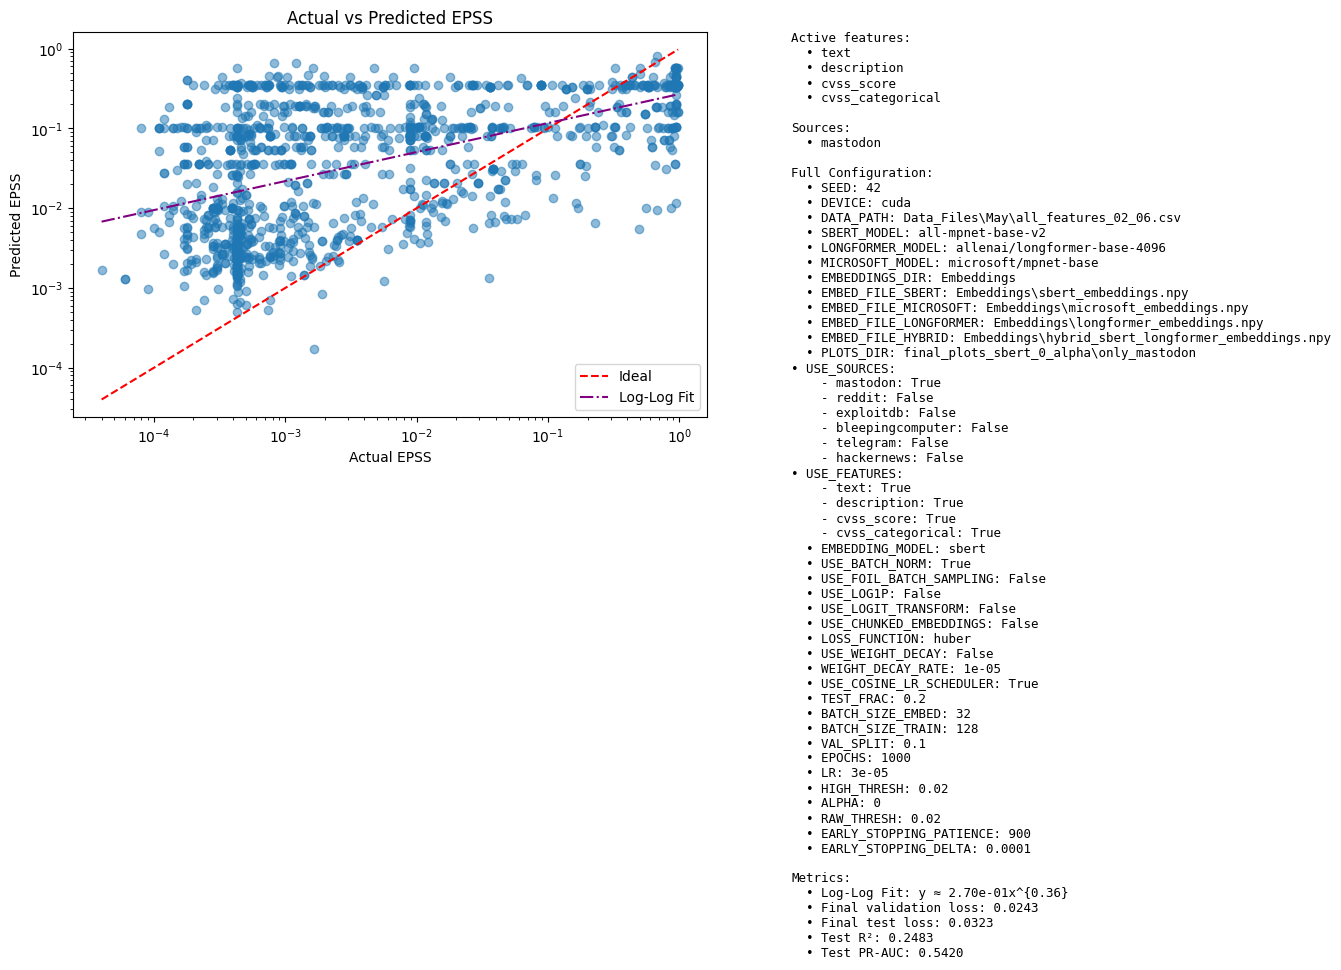 Actual vs Predicted EPSS
10⁰
10⁻¹
10⁻²
10⁻³
10⁻⁴
Predicted EPSS
Ideal
Log-Log Fit
10⁻⁴
10⁻³
10⁻²
10⁻¹
10⁰
Actual EPSS
Active features:
• text
• description
• cvss_score
• cvss_categorical
Sources:
• mastodon
Full Configuration:
• SEED: 42
• DEVICE: cuda
• DATA_PATH: Data_Files\May\all_features_02_06.csv
• SBERT_MODEL: all-mpnet-base-v2
• LONGFORMER_MODEL: allenai/longformer-base-4096
• MICROSOFT_MODEL: microsoft/mpnet-base
• EMBEDDINGS_DIR: Embeddings
• EMBED_FILE_SBERT: Embeddings\sbert_embeddings.npy
• EMBED_FILE_MICROSOFT: Embeddings\microsoft_embeddings.npy
• EMBED_FILE_LONGFORMER: Embeddings\longformer_embeddings.npy
• EMBED_FILE_HYBRID: Embeddings\hybrid_sbert_longformer_embeddings.npy
• PLOTS_DIR: final_plots_sbert_0_alpha\only_mastodon
• USE_SOURCES:
- mastodon: True
- reddit: False
- exploitdb: False
- bleepingcomputer: False
- telegram: False
- hackernews: False
• USE_FEATURES:
- text: True
- description: True
- cvss_score: True
- cvss_categorical: True
• EMBEDDING_MODEL: sbert
• USE_BATCH_NORM: True
• USE_FOIL_BATCH_SAMPLING: False
• USE_LOG1P: False
• USE_LOGIT_TRANSFORM: False
• USE_CHUNKED_EMBEDDINGS: False
• LOSS_FUNCTION: huber
• USE_WEIGHT_DECAY: False
• WEIGHT_DECAY_RATE: 1e-05
• USE_COSINE_LR_SCHEDULER: True
• TEST_FRAC: 0.2
• BATCH_SIZE_EMBED: 32
• BATCH_SIZE_TRAIN: 128
• VAL_SPLIT: 0.1
• EPOCHS: 1000
• LR: 3e-05
• HIGH_THRESH: 0.02
• ALPHA: 0
• RAW_THRESH: 0.02
• EARLY_STOPPING_PATIENCE: 900
• EARLY_STOPPING_DELTA: 0.0001
Metrics:
• Log-Log Fit: y ≈ 2.70e-01x^{0.36}
• Final validation loss: 0.0243
• Final test loss: 0.0323
• Test R²: 0.2483
• Test PR-AUC: 0.5420